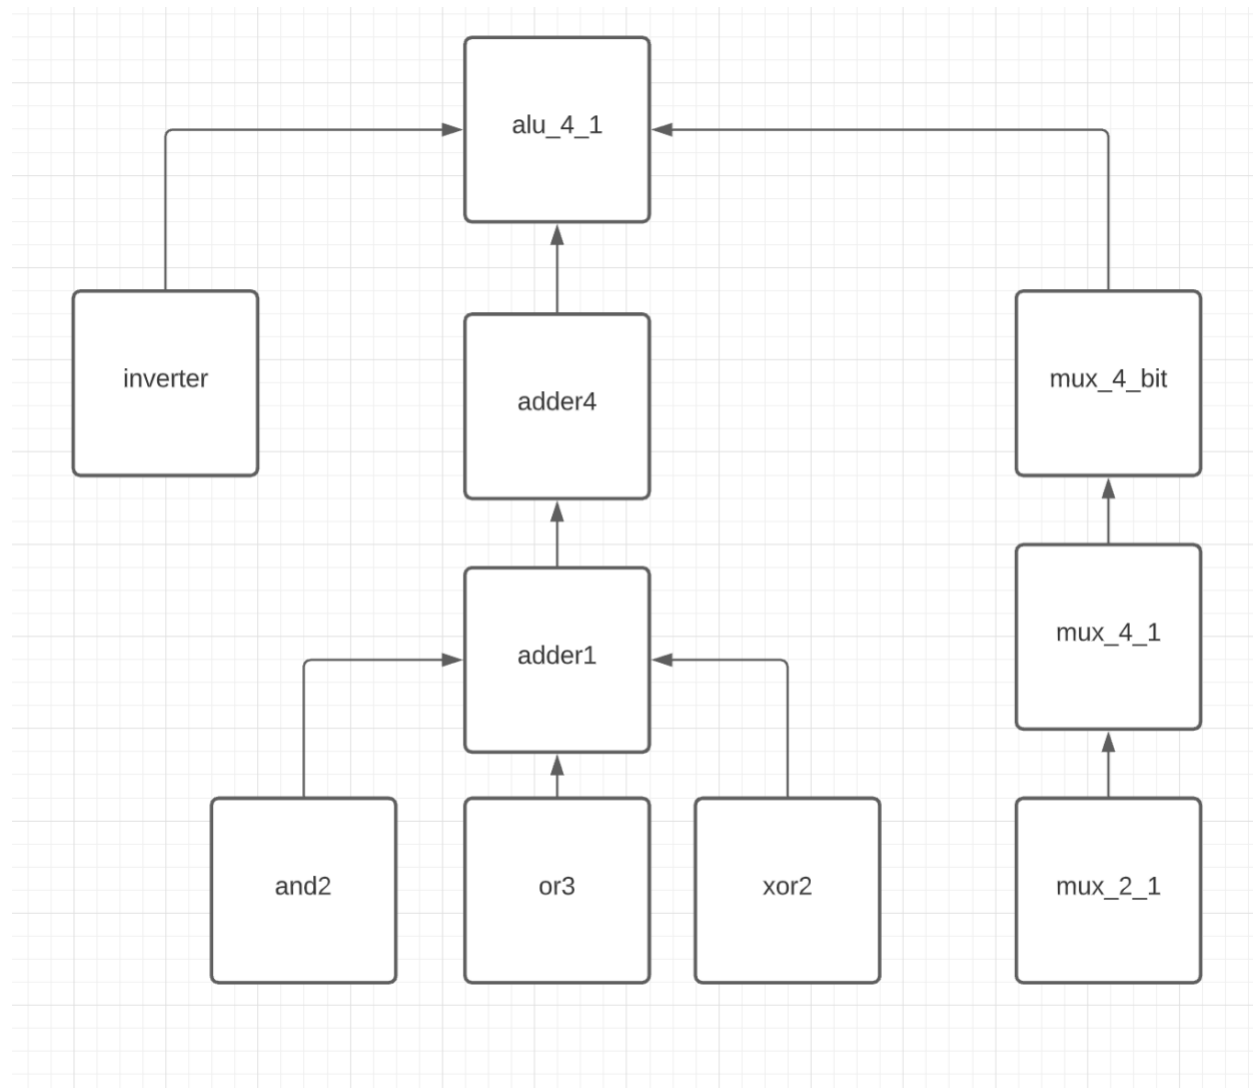 alu_4_1
inverter
adder4
mux_4_bit
adder1
mux_4_1
and2
or3
xor2
mux_2_1